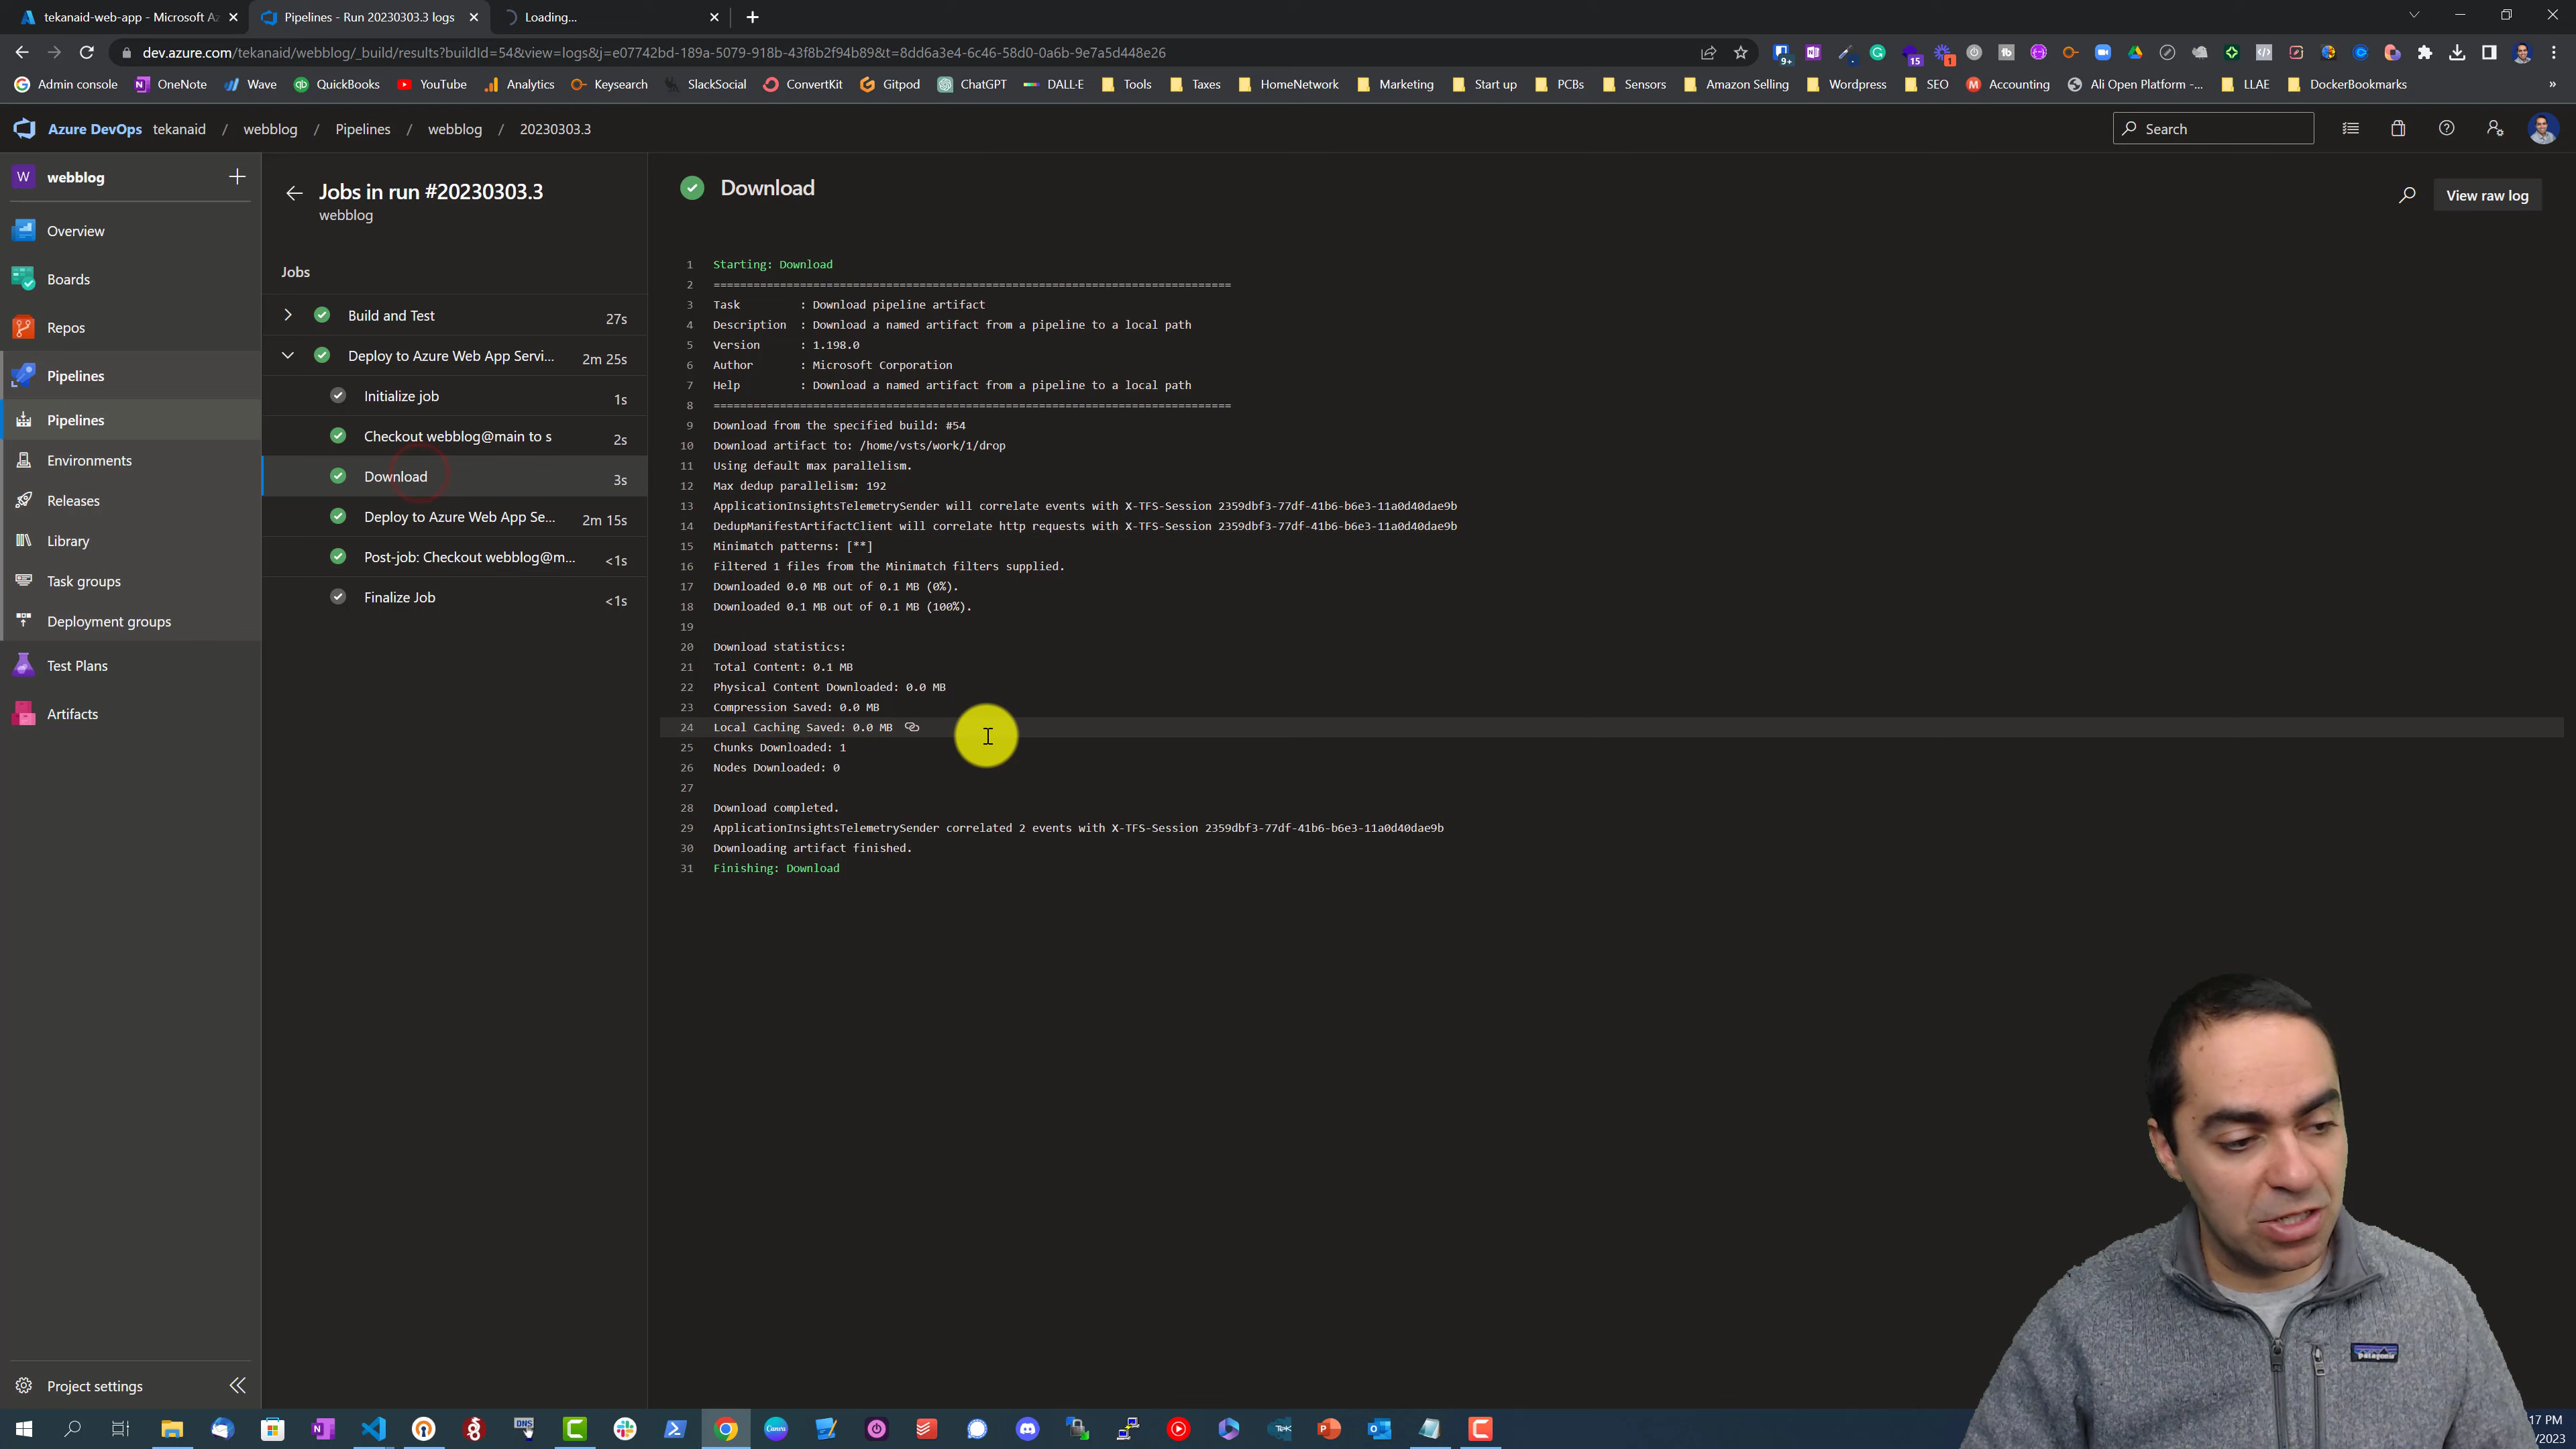 tekanaid-web-app - Microsoft Az
Pipelines - Run 20230303.3 logs
Loading...
dev.azure.com/tekanaid/webblog/_build/results?buildId=54&view=logs&j=e07742bd-189a-5079-918b-43f8b2f94b89&t=8dd6a3e4-6c46-58d0-0a6b-9e7a5d448e26
9+
15
1
Admin console
OneNote
Wave
QuickBooks
YouTube
Analytics
Keysearch
SlackSocial
ConvertKit
Gitpod
ChatGPT
DALL·E
Tools
Taxes
HomeNetwork
Marketing
Start up
PCBs
Sensors
Amazon Selling
Wordpress
SEO
Accounting
Ali Open Platform -...
LLAE
DockerBookmarks
»
Azure DevOps tekanaid / webblog / Pipelines / webblog / 20230303.3
Search
W webblog
Overview
Boards
Repos
Pipelines
Pipelines
Environments
Releases
Library
Task groups
Deployment groups
Test Plans
Artifacts
Project settings
Jobs in run #20230303.3
webblog
Jobs
Build and Test 27s
Deploy to Azure Web App Servi... 2m 25s
Initialize job 1s
Checkout webblog@main to s 2s
Download 3s
Deploy to Azure Web App Se... 2m 15s
Post-job: Checkout webblog@m... <1s
Finalize Job <1s
Download
View raw log
1 Starting: Download
2 ==============================================================================
3 Task : Download pipeline artifact
4 Description : Download a named artifact from a pipeline to a local path
5 Version : 1.198.0
6 Author : Microsoft Corporation
7 Help : Download a named artifact from a pipeline to a local path
8 ==============================================================================
9 Download from the specified build: #54
10 Download artifact to: /home/vsts/work/1/drop
11 Using default max parallelism.
12 Max dedup parallelism: 192
13 ApplicationInsightsTelemetrySender will correlate events with X-TFS-Session 2359dbf3-77df-41b6-b6e3-11a0d40dae9b
14 DedupManifestArtifactClient will correlate http requests with X-TFS-Session 2359dbf3-77df-41b6-b6e3-11a0d40dae9b
15 Minimatch patterns: [**]
16 Filtered 1 files from the Minimatch filters supplied.
17 Downloaded 0.0 MB out of 0.1 MB (0%).
18 Downloaded 0.1 MB out of 0.1 MB (100%).
19
20 Download statistics:
21 Total Content: 0.1 MB
22 Physical Content Downloaded: 0.0 MB
23 Compression Saved: 0.0 MB
24 Local Caching Saved: 0.0 MB
25 Chunks Downloaded: 1
26 Nodes Downloaded: 0
27
28 Download completed.
29 ApplicationInsightsTelemetrySender correlated 2 events with X-TFS-Session 2359dbf3-77df-41b6-b6e3-11a0d40dae9b
30 Downloading artifact finished.
31 Finishing: Download
patagonia
17 PM
/2023